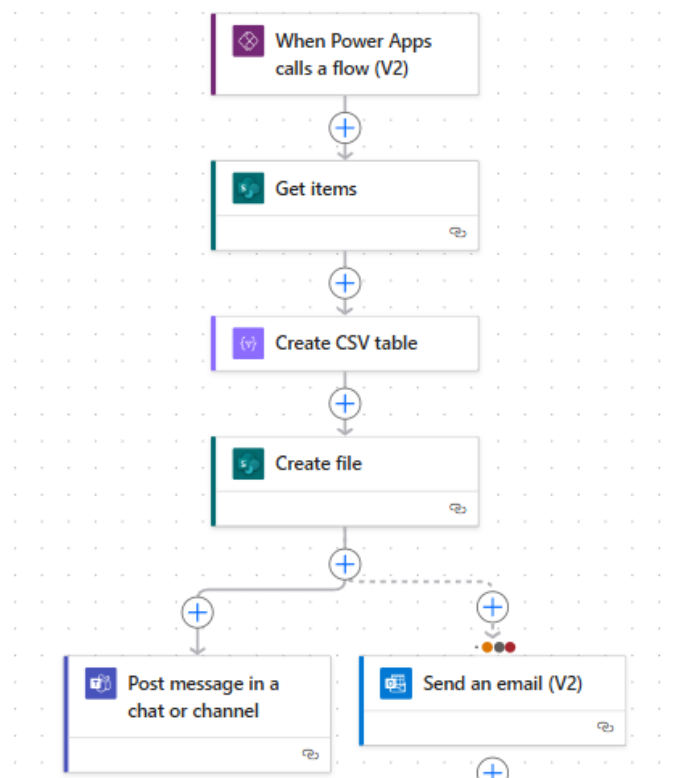 When Power Apps
calls a flow (V2)
Get items
Create CSV table
Create file
Post message in a
chat or channel
Send an email (V2)